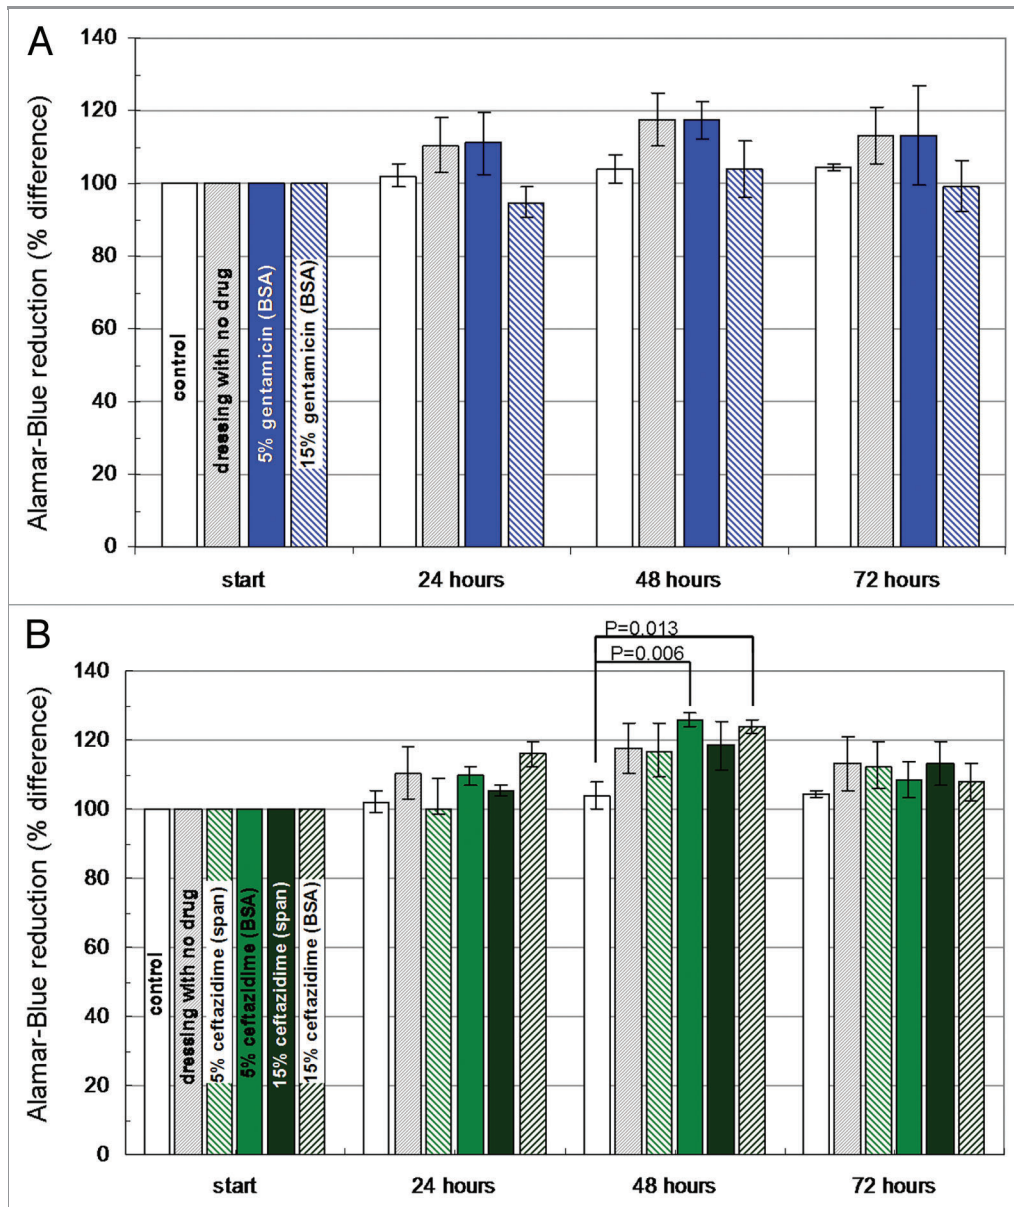 A
Alamar-Blue reduction (% difference)
140
120
100
80
60
40
20
0
control
dressing with no drug
5% gentamicin (BSA)
15% gentamicin (BSA)
start
24 hours
48 hours
72 hours
B
P=0.013
P=0.006
Alamar-Blue reduction (% difference)
140
120
100
80
60
40
20
0
control
dressing with no drug
5% ceftazidime (span)
5% ceftazidime (BSA)
15% ceftazidime (span)
15% ceftazidime (BSA)
start
24 hours
48 hours
72 hours